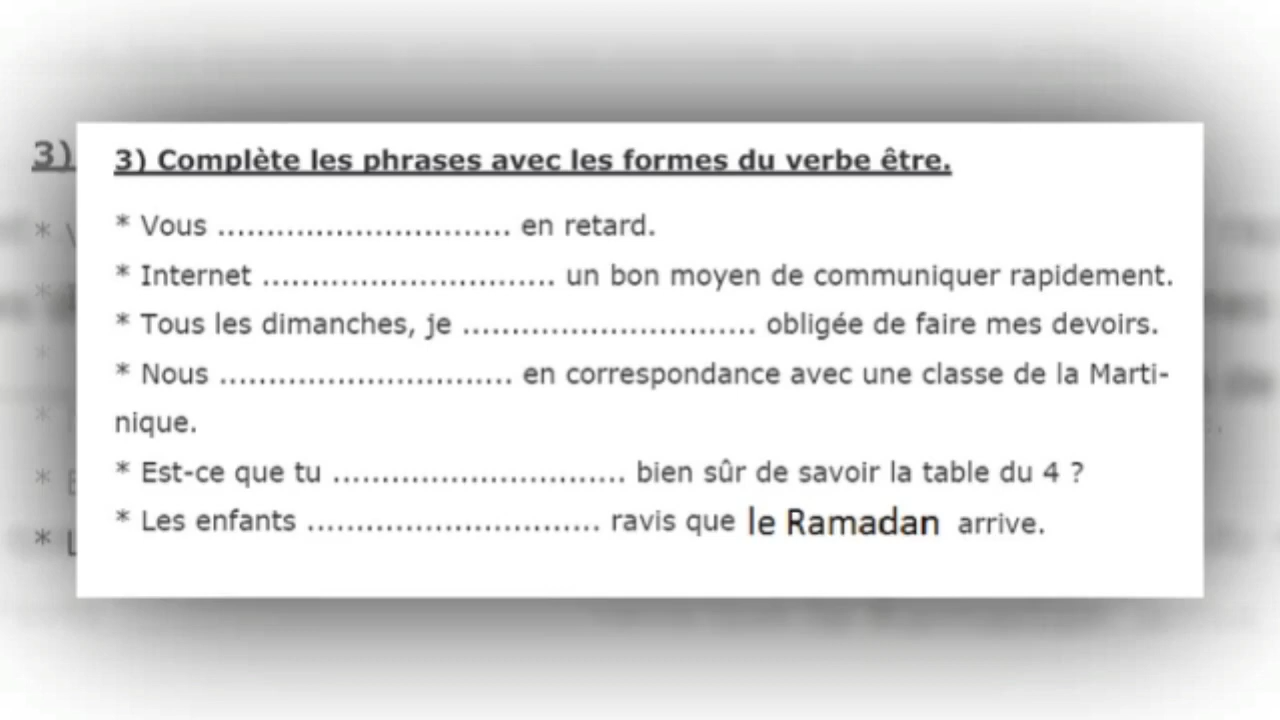 3) Complète les phrases avec les formes du verbe être.
* Vous .............................. en retard.
* Internet .............................. un bon moyen de communiquer rapidement.
* Tous les dimanches, je .............................. obligée de faire mes devoirs.
* Nous .............................. en correspondance avec une classe de la Marti-
nique.
* Est-ce que tu .............................. bien sûr de savoir la table du 4 ?
* Les enfants .............................. ravis que le Ramadan arrive.